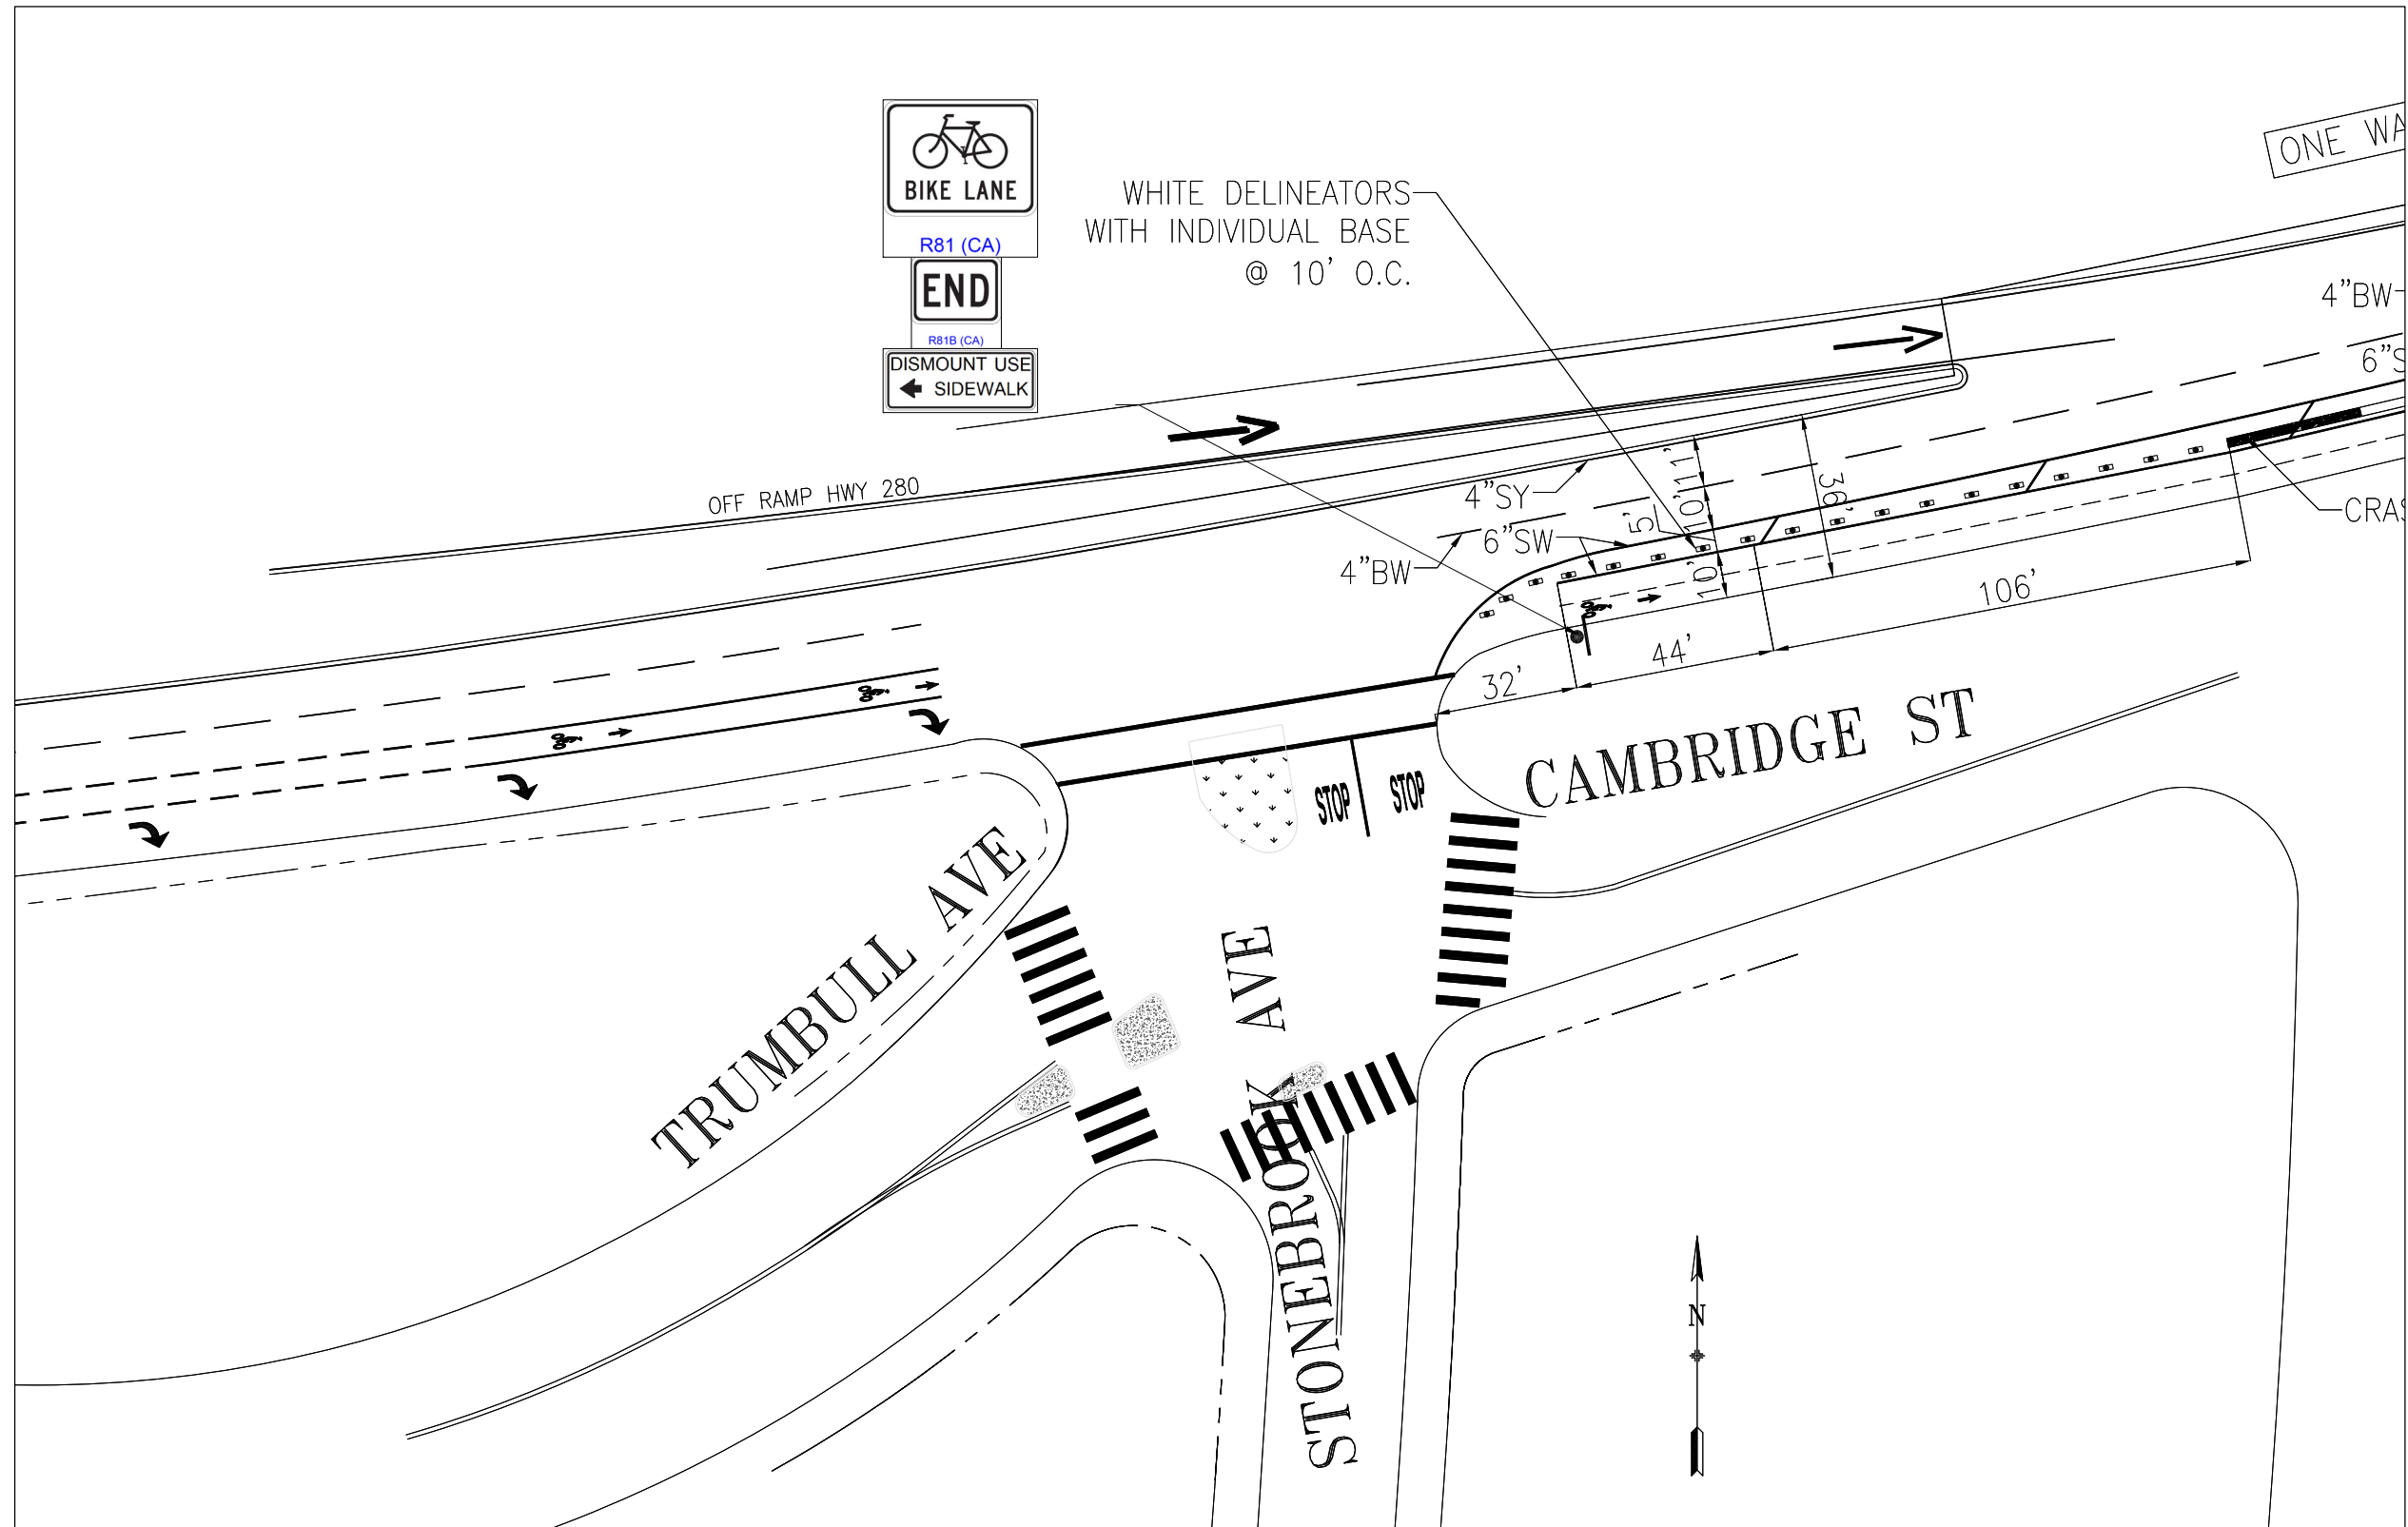 BIKE LANE
R81 (CA)
END
R81B (CA)
DISMOUNT USE
SIDEWALK
WHITE DELINEATORS
WITH INDIVIDUAL BASE
@ 10' O.C.
ONE WA
4"BW
6"S
OFF RAMP HWY 280
4"SY
11'
36'
5'
10'
6"SW
4"BW
CRAS
10'
106'
44'
32'
CAMBRIDGE ST
STOP
STOP
TRUMBULL AVE
STONEBROOK AVE
N